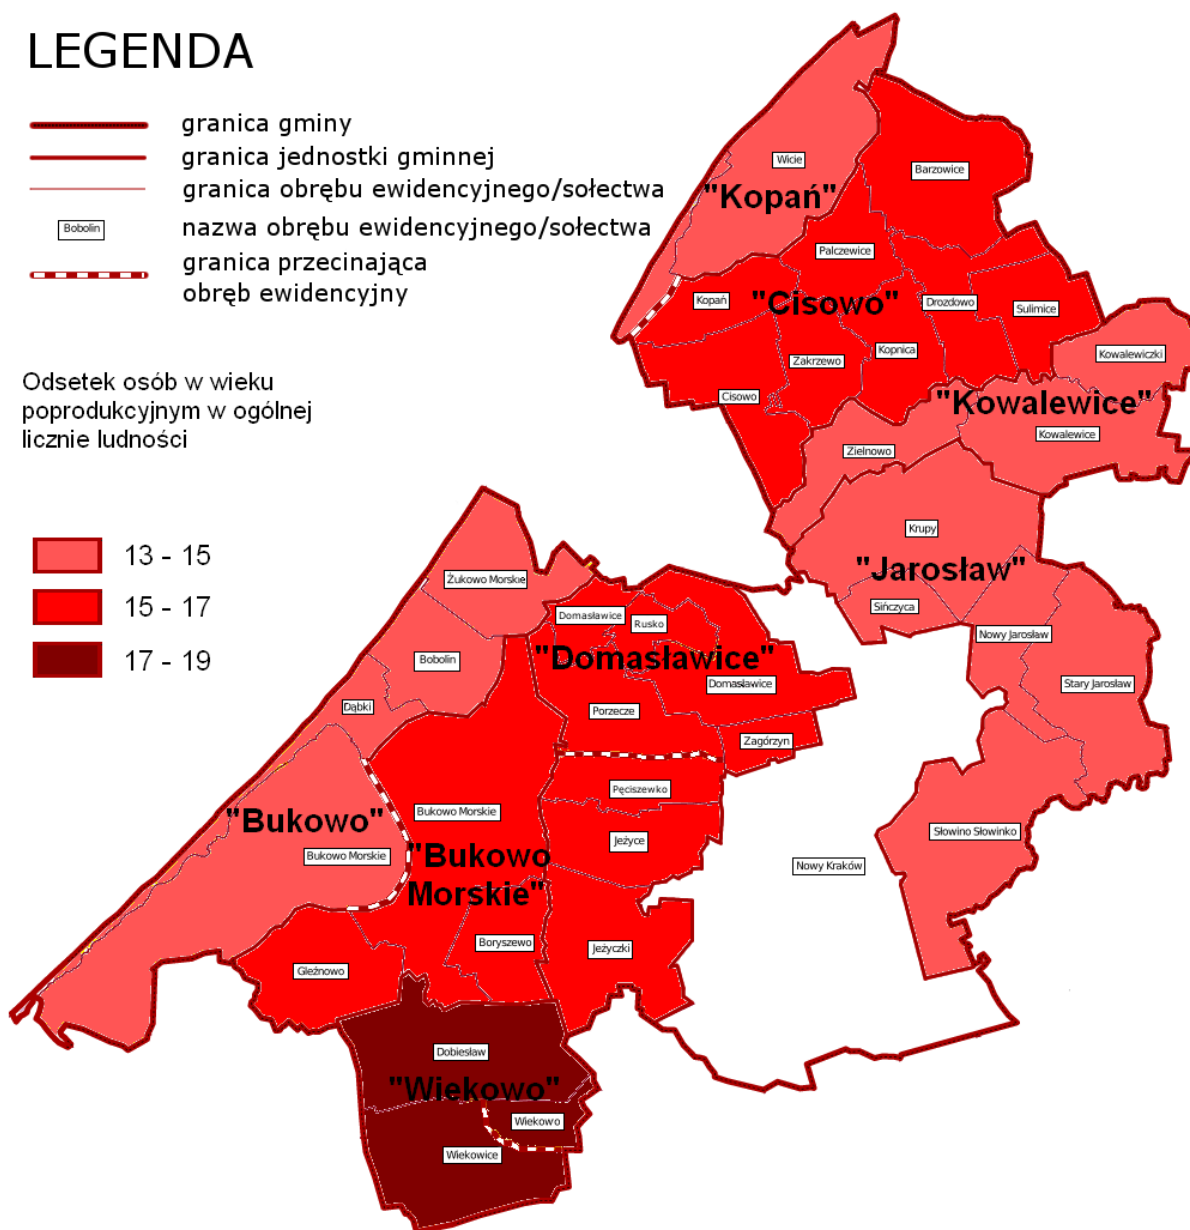 LEGENDA
granica gminy
granica jednostki gminnej
granica obrębu ewidencyjnego/sołectwa
Bobolin
nazwa obrębu ewidencyjnego/sołectwa
granica przecinająca
obręb ewidencyjny
Odsetek osób w wieku
poprodukcyjnym w ogólnej
licznie ludności
13 - 15
15 - 17
17 - 19
Wicie
Barzowice
"Kopań"
Palczewice
Kopań
"Cisowo"
Drozdowo
Sulimice
Zakrzewo
Kopnica
Kowalewiczki
Cisowo
"Kowalewice"
Kowalewice
Zielnowo
Krupy
"Jarosław"
Sińczyca
Nowy Jarosław
Stary Jarosław
Słowino Słowinko
Nowy Kraków
Żukowo Morskie
Bobolin
Dąbki
Domasławice
Rusko
"Domasławice"
Domasławice
Porzecze
Zagórzyn
Pęciszewko
Jeżyce
Jeżyczki
"Bukowo"
Bukowo Morskie
Bukowo Morskie
"Bukowo
Morskie"
Boryszewo
Gleźnowo
Dobiesław
"Wiekowo"
Wiekowo
Wiekowice